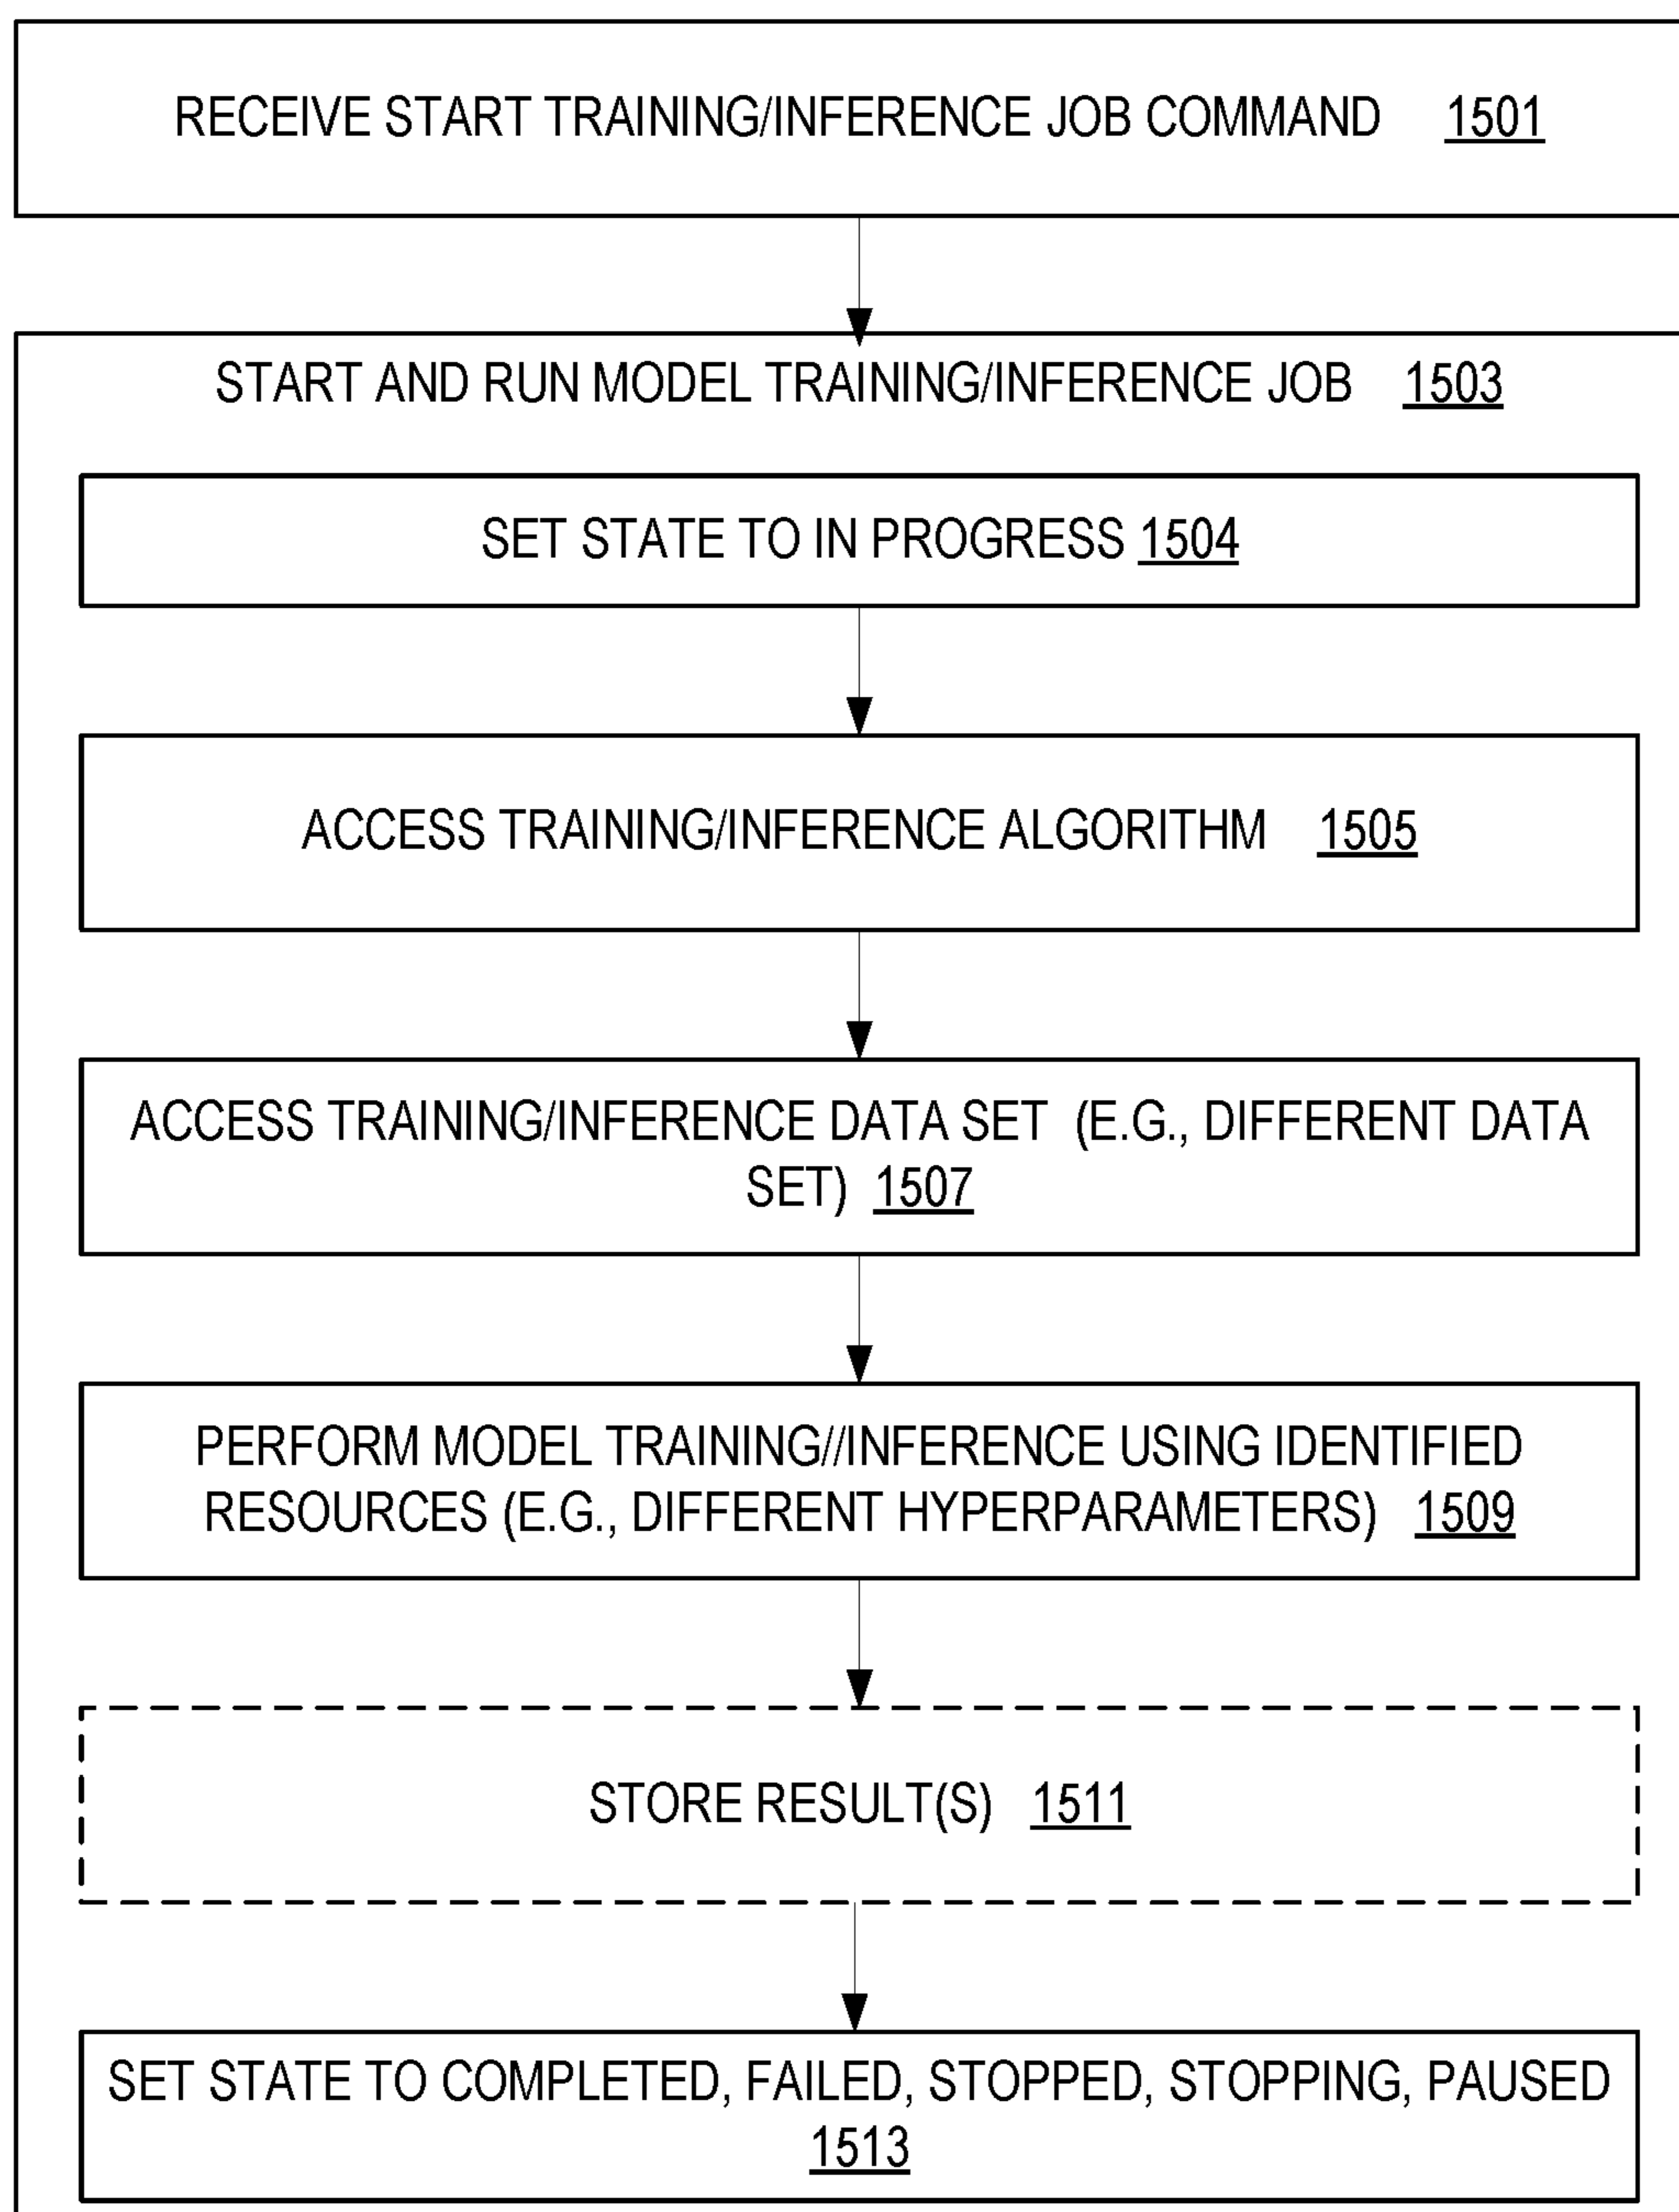 RECEIVE START TRAINING/INFERENCE JOB COMMAND 1501
START AND RUN MODEL TRAINING/INFERENCE JOB 1503
SET STATE TO IN PROGRESS 1504
ACCESS TRAINING/INFERENCE ALGORITHM 1505
ACCESS TRAINING/INFERENCE DATA SET (E.G., DIFFERENT DATA
SET) 1507
PERFORM MODEL TRAINING//INFERENCE USING IDENTIFIED
RESOURCES (E.G., DIFFERENT HYPERPARAMETERS) 1509
STORE RESULT(S) 1511
SET STATE TO COMPLETED, FAILED, STOPPED, STOPPING, PAUSED
1513